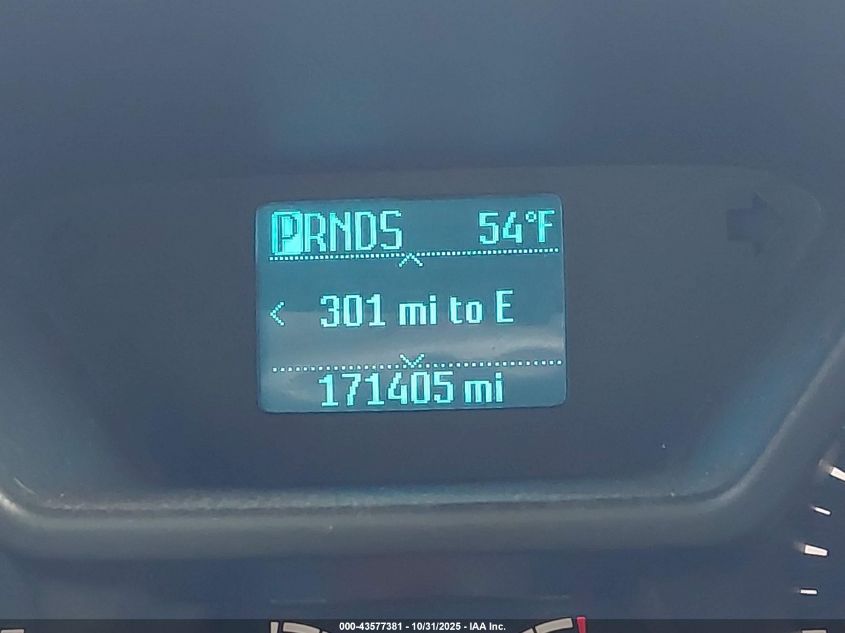 PRNDS 54°F
< 301 mi to E
171405 mi
000-43577381 - 10/31/2025 - IAA Inc.